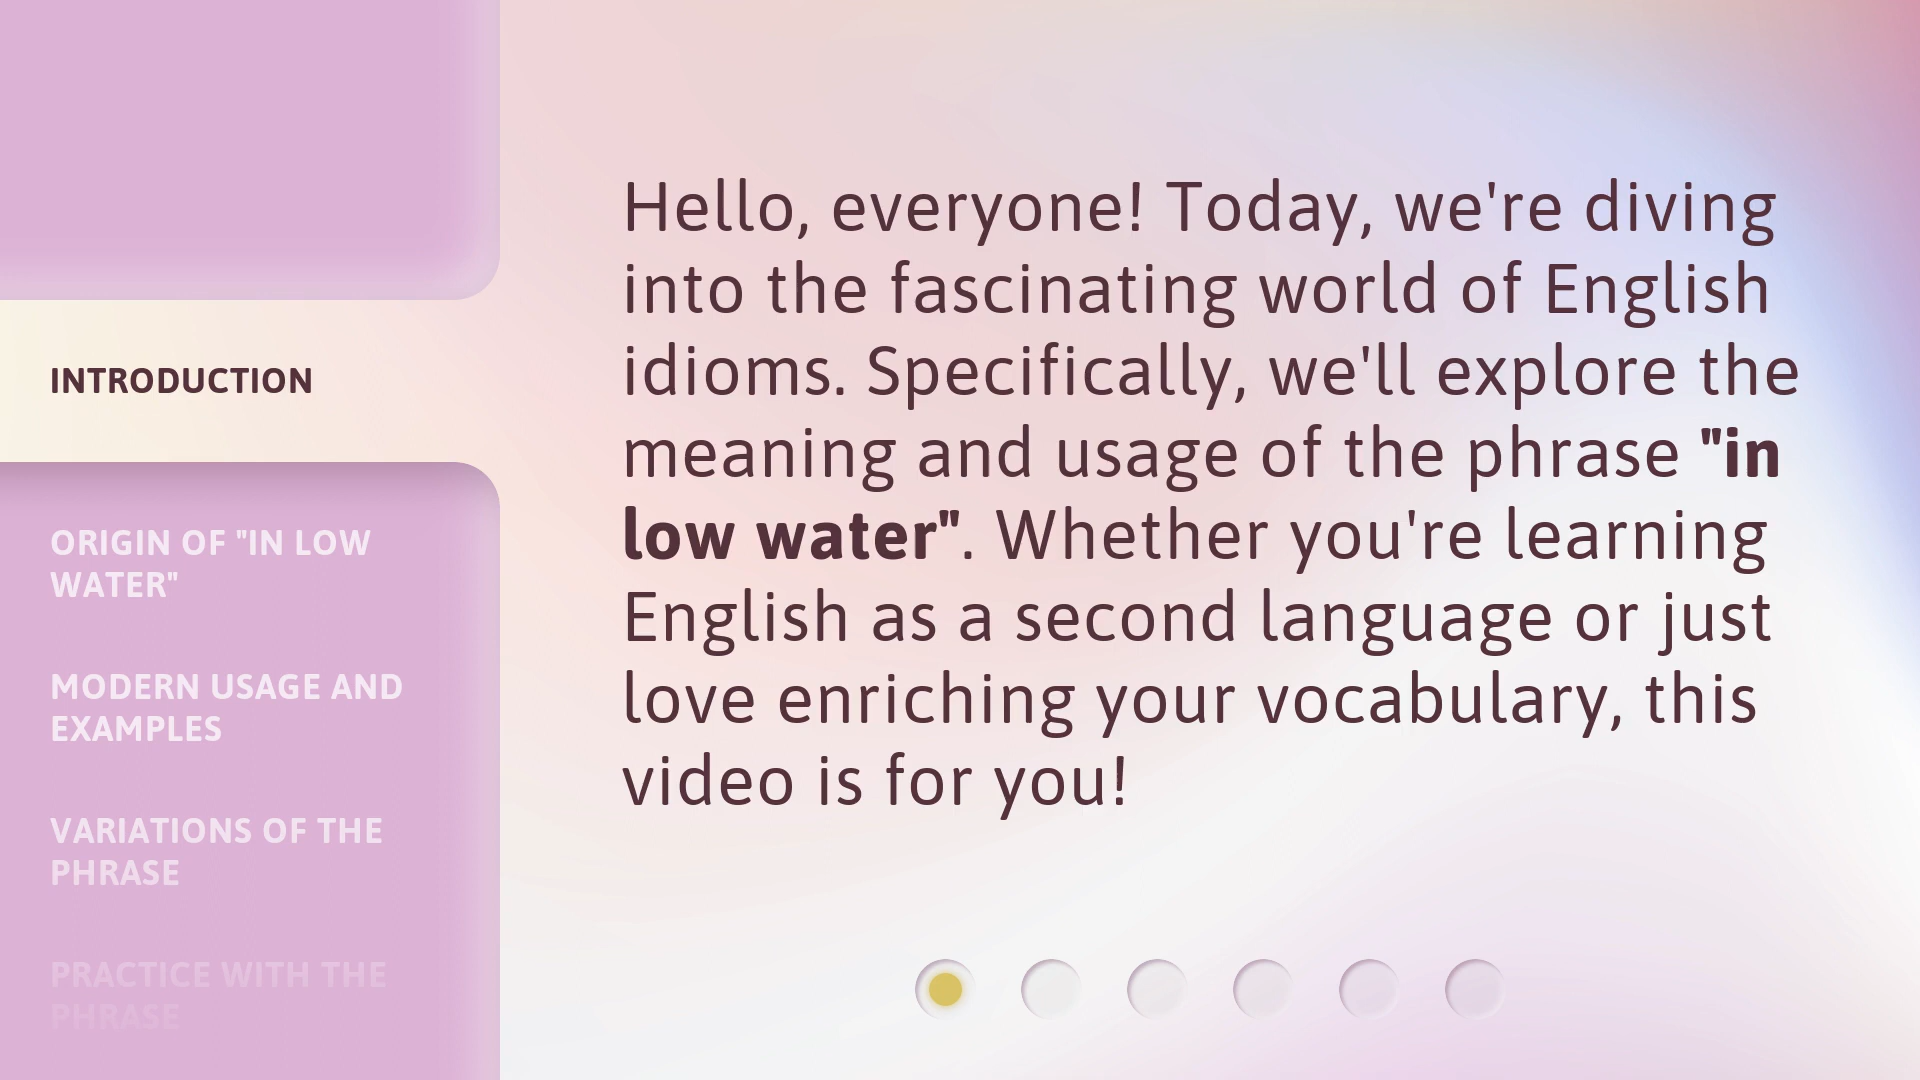 INTRODUCTION
ORIGIN OF "IN LOW
WATER"
MODERN USAGE AND
EXAMPLES
VARIATIONS OF THE
PHRASE
PRACTICE WITH THE
PHRASE
Hello, everyone! Today, we're diving
into the fascinating world of English
idioms. Specifically, we'll explore the
meaning and usage of the phrase "in
low water". Whether you're learning
English as a second language or just
love enriching your vocabulary, this
video is for you!